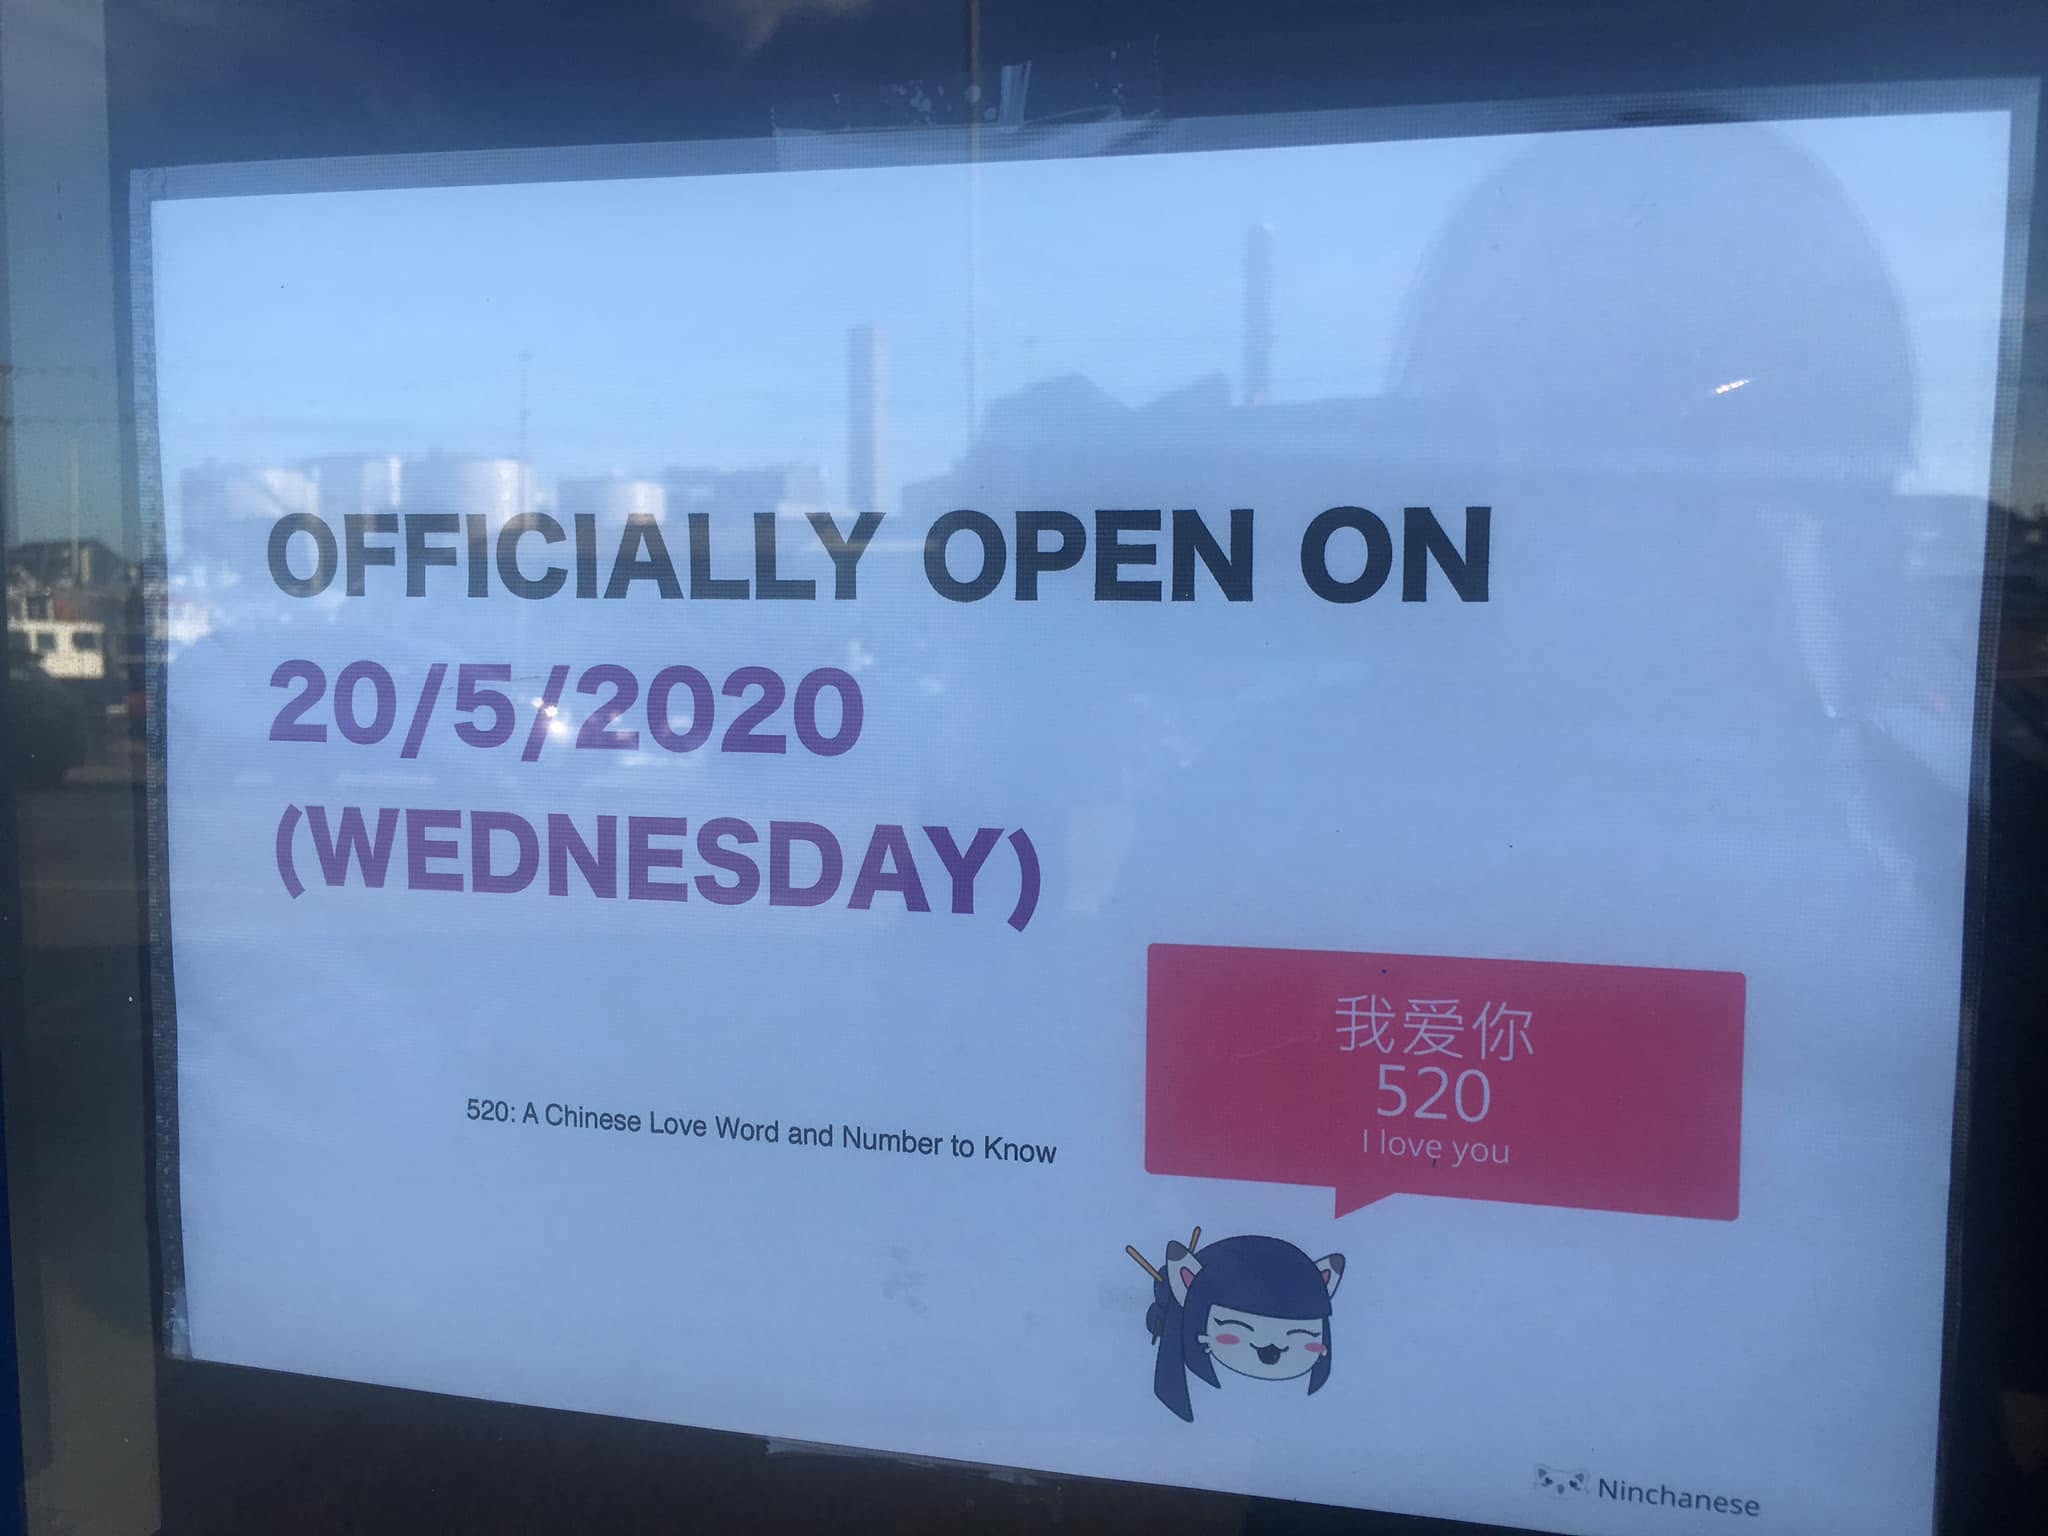 OFFICIALLY OPEN ON
20/5/2020
(WEDNESDAY)
520: A Chinese Love Word and Number to Know
我爱你
520
I love you
Ninchanese